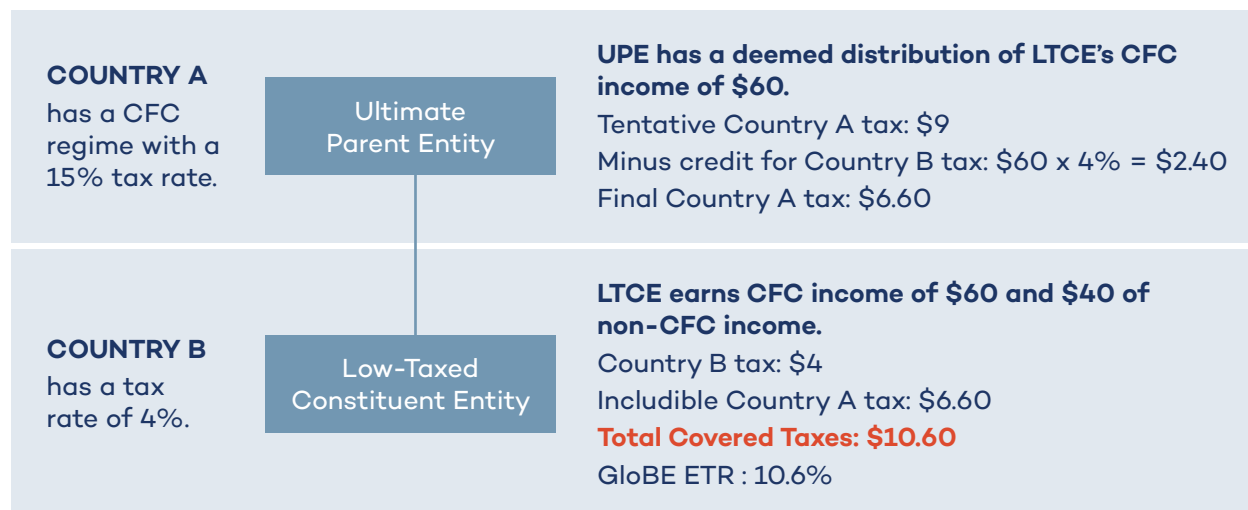 COUNTRY A
has a CFC
regime with a
15% tax rate.
Ultimate
Parent Entity
UPE has a deemed distribution of LTCE’s CFC
income of $60.
Tentative Country A tax: $9
Minus credit for Country B tax: $60 x 4% = $2.40
Final Country A tax: $6.60
COUNTRY B
has a tax
rate of 4%.
Low-Taxed
Constituent Entity
LTCE earns CFC income of $60 and $40 of
non-CFC income.
Country B tax: $4
Includible Country A tax: $6.60
Total Covered Taxes: $10.60
GloBE ETR : 10.6%